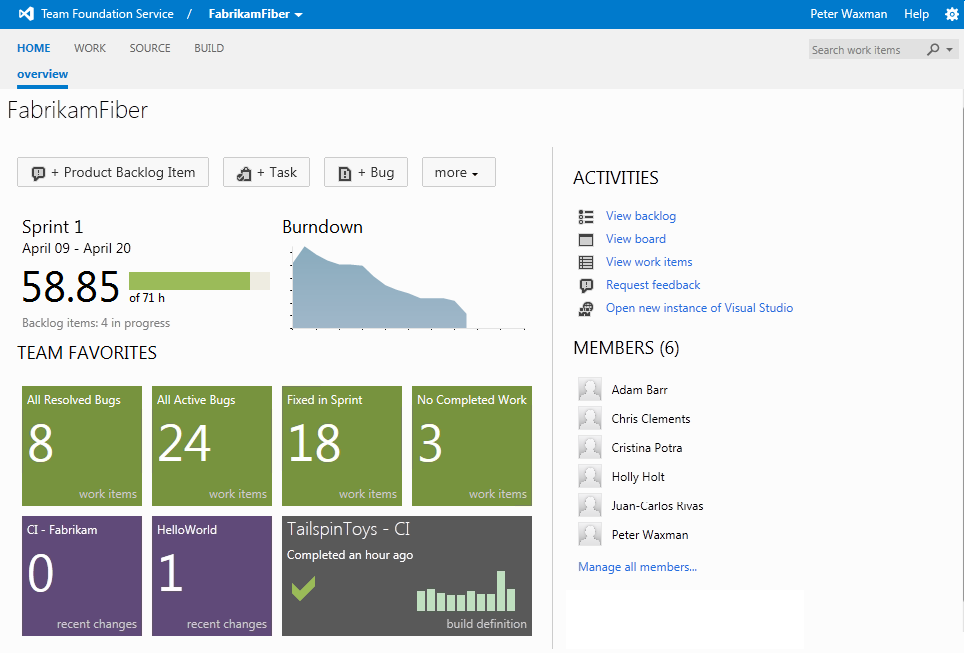 Team Foundation Service / FabrikamFiber Peter Waxman Help
HOME WORK SOURCE BUILD
Search work items
overview
FabrikamFiber
+ Product Backlog Item + Task + Bug more
Sprint 1
April 09 - April 20
58.85
of 71 h
Backlog items: 4 in progress
Burndown
TEAM FAVORITES
All Resolved Bugs
8
work items
All Active Bugs
24
work items
Fixed in Sprint
18
work items
No Completed Work
3
work items
CI - Fabrikam
0
recent changes
HelloWorld
1
recent changes
TailspinToys - CI
Completed an hour ago
build definition
ACTIVITIES
View backlog
View board
View work items
Request feedback
Open new instance of Visual Studio
MEMBERS (6)
Adam Barr
Chris Clements
Cristina Potra
Holly Holt
Juan-Carlos Rivas
Peter Waxman
Manage all members...